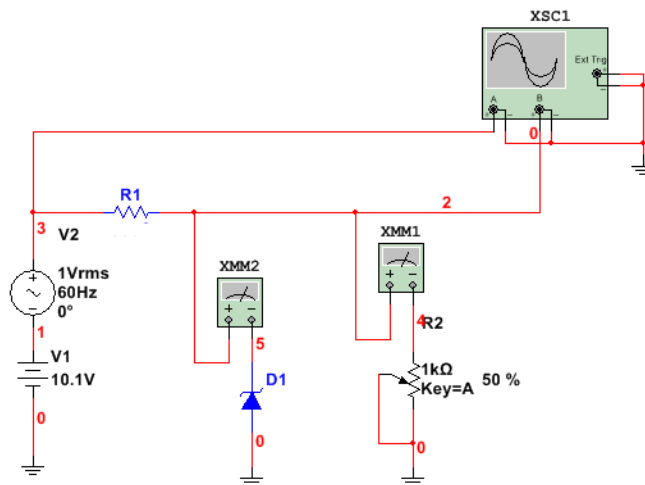 XSC1
Ext Trig
+
−
A
B
+ −
+ −
0
R1
2
3
V2
XMM1
XMM2
1Vrms
60Hz
0°
+ −
+ −
4
R2
1
5
V1
10.1V
D1
1kΩ
Key=A
50 %
0
0
0